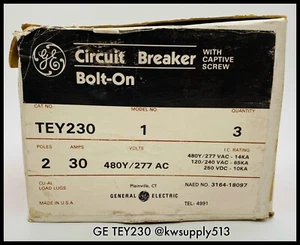 GE Circuit Breaker WITH CAPTIVE SCREW
Bolt-On
CAT NO. MODEL NO. QUANTITY
TEY230 1 3
POLES AMPS VOLTS I.C RATING
2 30 480Y/277 AC
480Y/277 VAC - 14KA
120/240 VAC - 65KA
250 VDC - 10KA
CU-AL
LOAD LUGS
Plainville, CT
NAED NO. 3164-18097
GENERAL GE ELECTRIC
MADE IN U.S.A.
TEL- 4991
GE TEY230 @kwsupply513